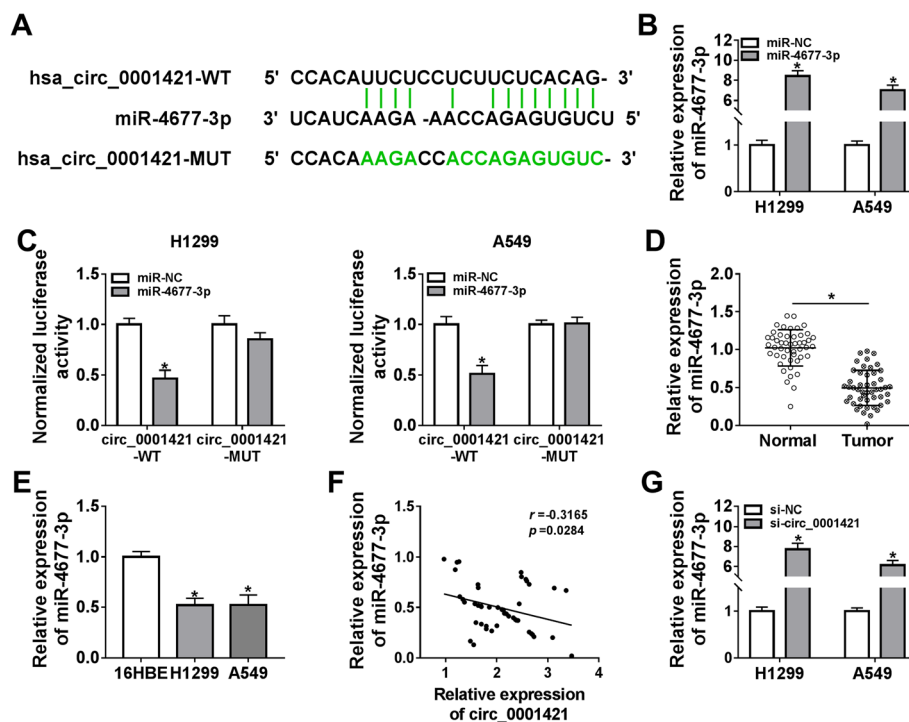 A
hsa_circ_0001421-WT 5' CCACAUUCUCCUCUUCUCACAG- 3'
miR-4677-3p 3' UCAUCAAGA -AACCAGAGUGUCU 5'
hsa_circ_0001421-MUT 5' CCACAAAGACCACCAGAGUGUC- 3'
B
Relative expression
of miR-4677-3p
miR-NC
miR-4677-3p
12
10
8
6
1
0
*
*
H1299
A549
C
H1299
Normalized luciferase
activity
1.5
1.0
0.5
0.0
miR-NC
miR-4677-3p
*
circ_0001421
-WT
circ_0001421
-MUT
A549
Normalized luciferase
activity
1.5
1.0
0.5
0.0
miR-NC
miR-4677-3p
*
circ_0001421
-WT
circ_0001421
-MUT
D
Relative expression
of miR-4677-3p
2.0
1.5
1.0
0.5
0.0
*
Normal
Tumor
E
Relative expression
of miR-4677-3p
1.5
1.0
0.5
0.0
*
*
16HBE
H1299
A549
F
Relative expression
of miR-4677-3p
1.5
1.0
0.5
0.0
r=-0.3165
p=0.0284
0 1 2 3 4
Relative expression
of circ_0001421
G
Relative expression
of miR-4677-3p
si-NC
si-circ_0001421
12
10
8
6
1
0
*
*
H1299
A549